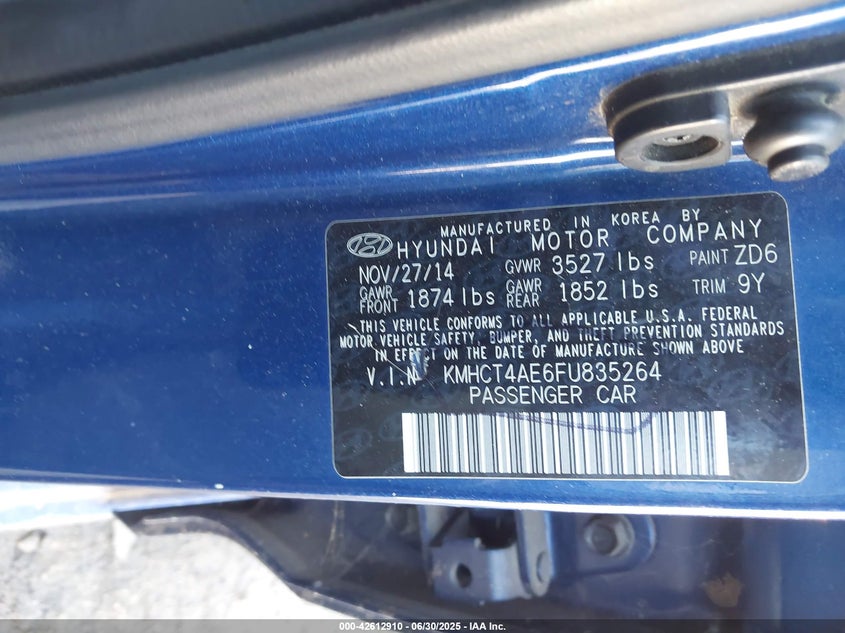 MANUFACTURED IN KOREA BY
HYUNDAI MOTOR COMPANY
NOV/27/14 GVWR 3527 lbs PAINT ZD6
GAWR FRONT 1874 lbs GAWR REAR 1852 lbs TRIM 9Y
THIS VEHICLE CONFORMS TO ALL APPLICABLE U.S.A. FEDERAL
MOTOR VEHICLE SAFETY, BUMPER, AND THEFT PREVENTION STANDARDS
IN EFFECT ON THE DATE OF MANUFACTURE SHOWN ABOVE
V.I.N KMHCT4AE6FU835264
PASSENGER CAR
000-42612910 - 06/30/2025 - IAA Inc.